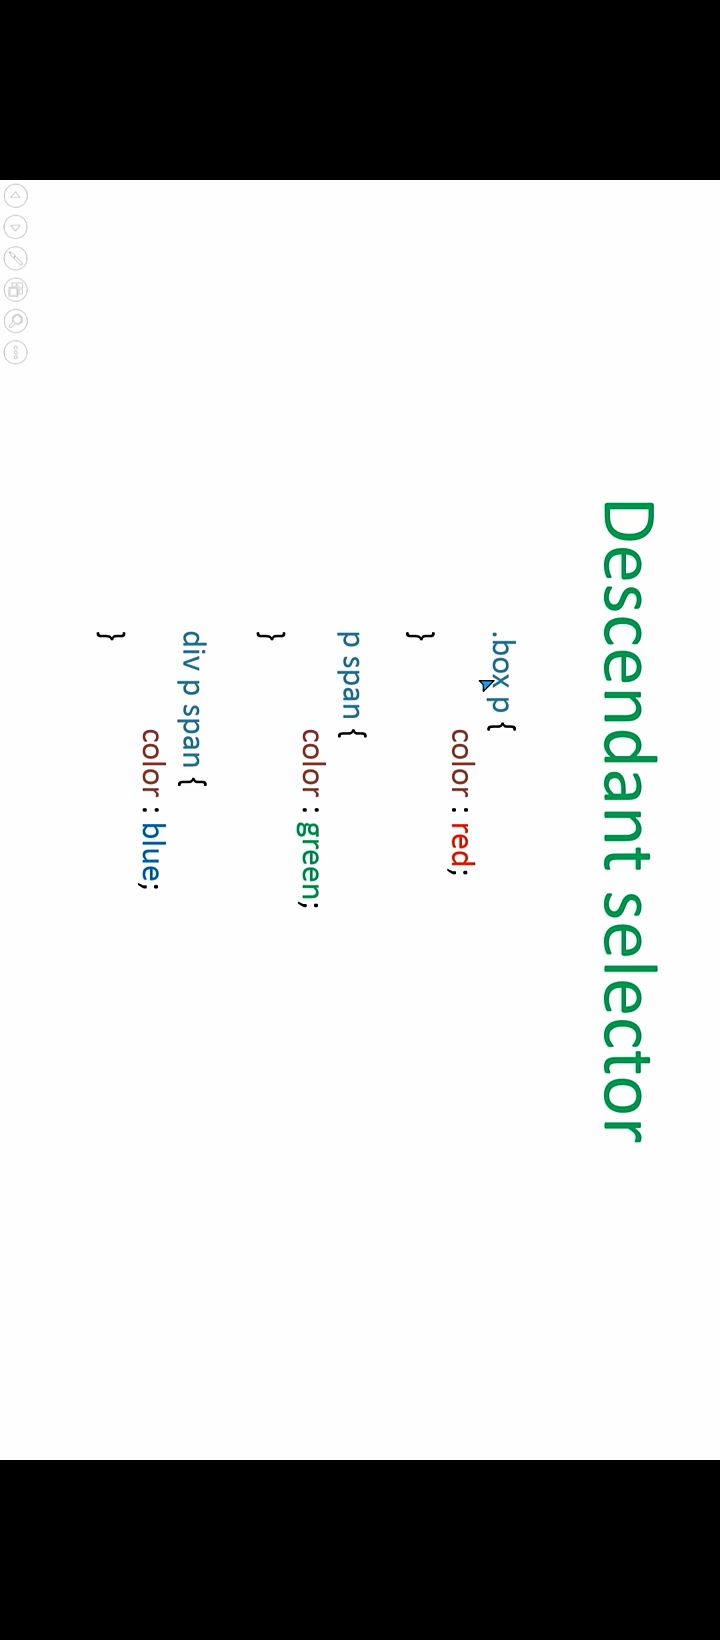 Descendant selector
.box p {
color : red;
}
p span {
color : green;
}
div p span {
color : blue;
}